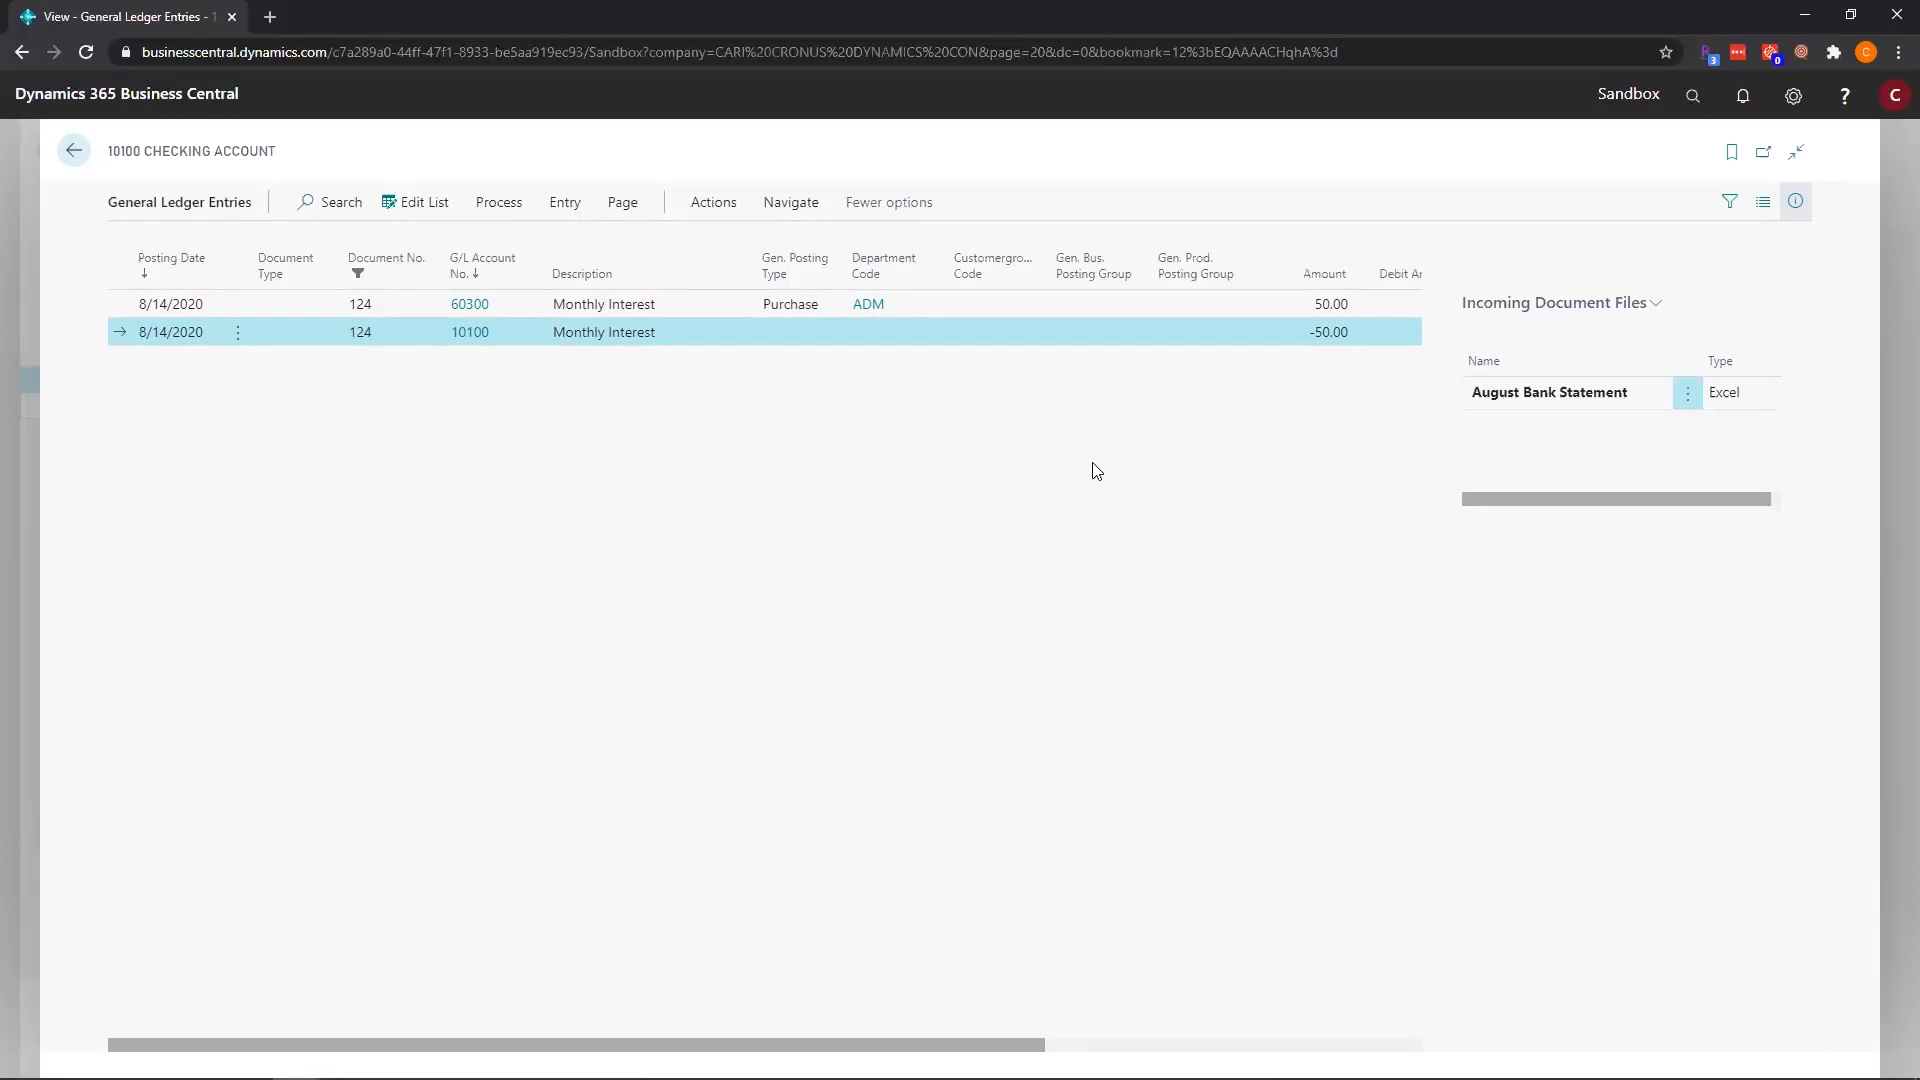 View - General Ledger Entries - 1
businesscentral.dynamics.com/c7a289a0-44ff-47f1-8933-be5aa919ec93/Sandbox?company=CARI%20CRONUS%20DYNAMICS%20CON&page=20&dc=0&bookmark=12%3bEQAAAACHqhA%3d
3
0
C
Dynamics 365 Business Central
Sandbox
?
C
10100 CHECKING ACCOUNT
General Ledger Entries
Search
Edit List
Process
Entry
Page
Actions
Navigate
Fewer options
Posting Date
Document Type
Document No.
G/L Account No.
Description
Gen. Posting Type
Department Code
Customergro... Code
Gen. Bus. Posting Group
Gen. Prod. Posting Group
Amount
Debit Ar
8/14/2020 124 60300 Monthly Interest Purchase ADM 50.00
8/14/2020 124 10100 Monthly Interest -50.00
Incoming Document Files
Name Type
August Bank Statement Excel